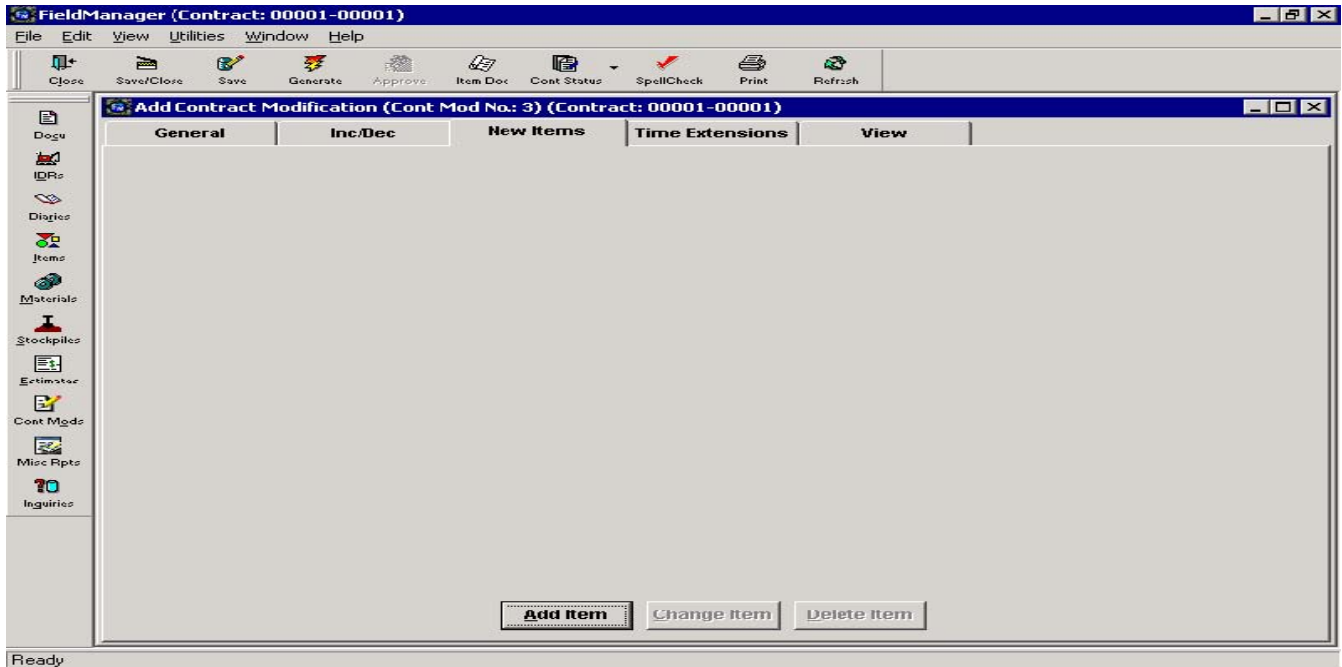 FieldManager (Contract: 00001-00001)
File Edit View Utilities Window Help
Close Save/Close Save Generate Approve Item Doc Cont Status SpellCheck Print Refresh
Add Contract Modification (Cont Mod No.: 3) (Contract: 00001-00001)
General Inc/Dec New Items Time Extensions View
Docu
IDRs
Diaries
Items
Materials
Stockpiles
Estimates
Cont Mods
Misc Rpts
Inquiries
Add Item Change Item Delete Item
Ready